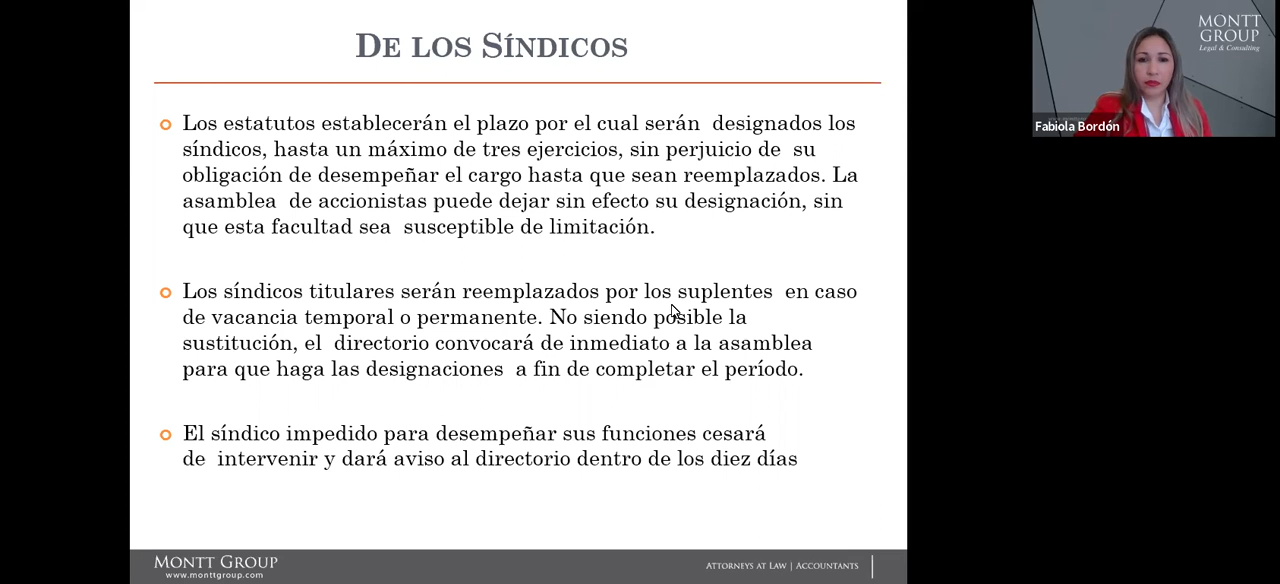 DE LOS SÍNDICOS
Los estatutos establecerán el plazo por el cual serán designados los
síndicos, hasta un máximo de tres ejercicios, sin perjuicio de su
obligación de desempeñar el cargo hasta que sean reemplazados. La
asamblea de accionistas puede dejar sin efecto su designación, sin
que esta facultad sea susceptible de limitación.
Los síndicos titulares serán reemplazados por los suplentes en caso
de vacancia temporal o permanente. No siendo posible la
sustitución, el directorio convocará de inmediato a la asamblea
para que haga las designaciones a fin de completar el período.
El síndico impedido para desempeñar sus funciones cesará
de intervenir y dará aviso al directorio dentro de los diez días
MONTT GROUP
www.monttgroup.com
ATTORNEYS AT LAW | ACCOUNTANTS
MONTT
GROUP
Legal & Consulting
Fabiola Bordón